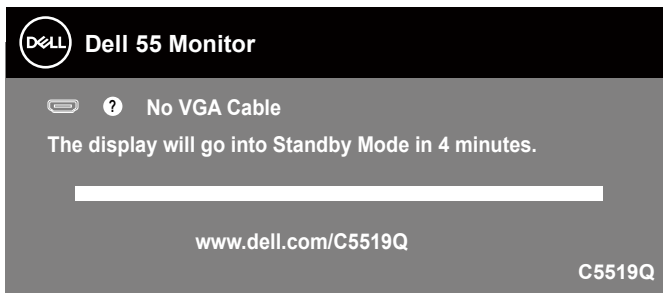 DELL Dell 55 Monitor
? No VGA Cable
The display will go into Standby Mode in 4 minutes.
www.dell.com/C5519Q
C5519Q